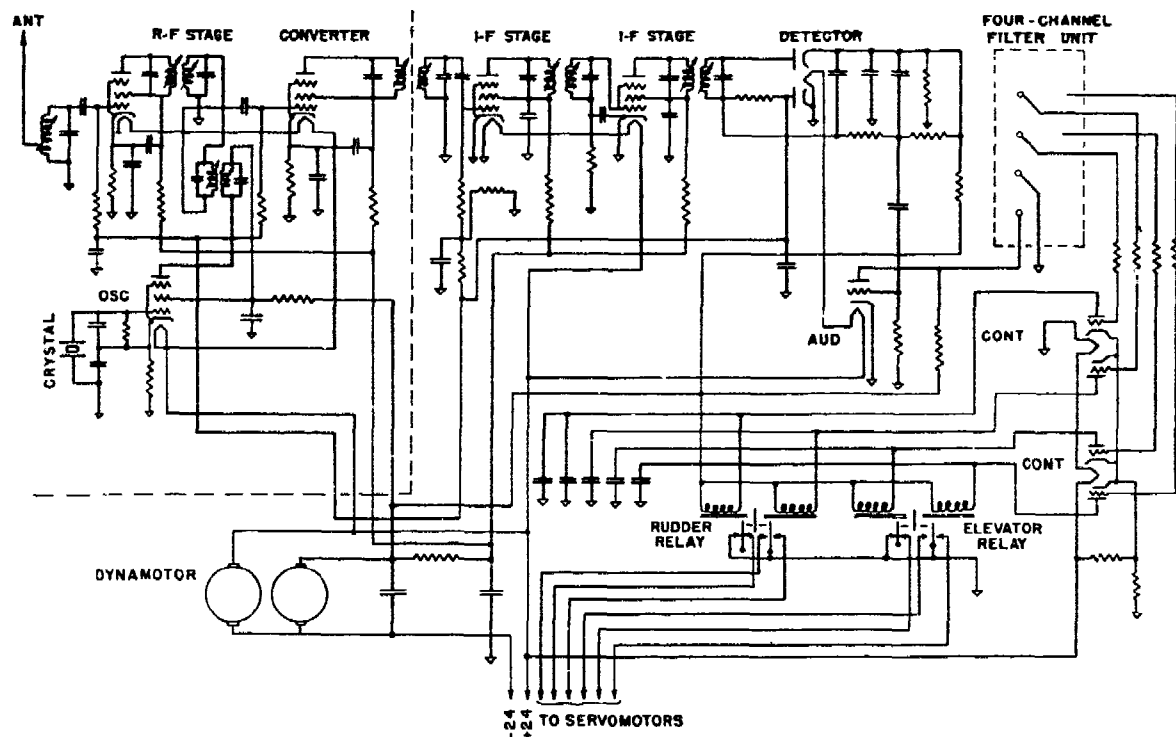 ANT
R-F STAGE
CONVERTER
I-F STAGE
I-F STAGE
DETECTOR
FOUR-CHANNEL
FILTER UNIT
OSC
CRYSTAL
AUD
CONT
CONT
RUDDER
RELAY
ELEVATOR
RELAY
DYNAMOTOR
-24
+24
TO SERVOMOTORS